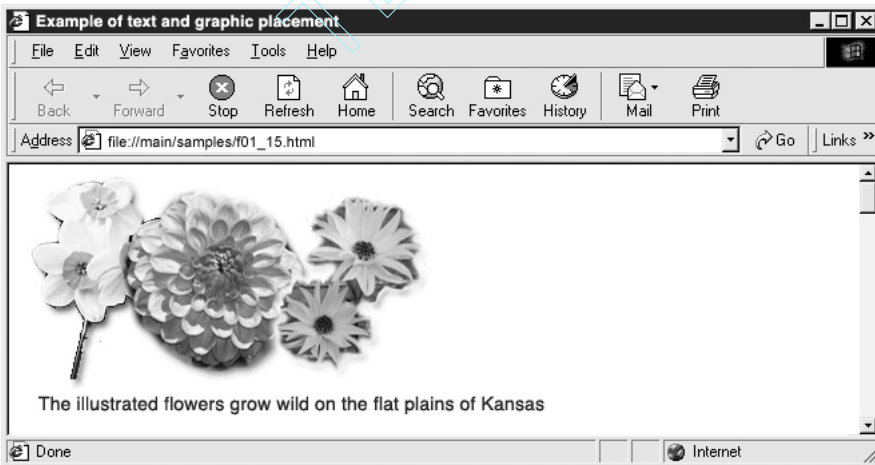 Example of text and graphic placement
File Edit View Favorites Tools Help
Back Forward Stop Refresh Home Search Favorites History Mail Print
Address file://main/samples/f01_15.html Go Links »
The illustrated flowers grow wild on the flat plains of Kansas
Done Internet